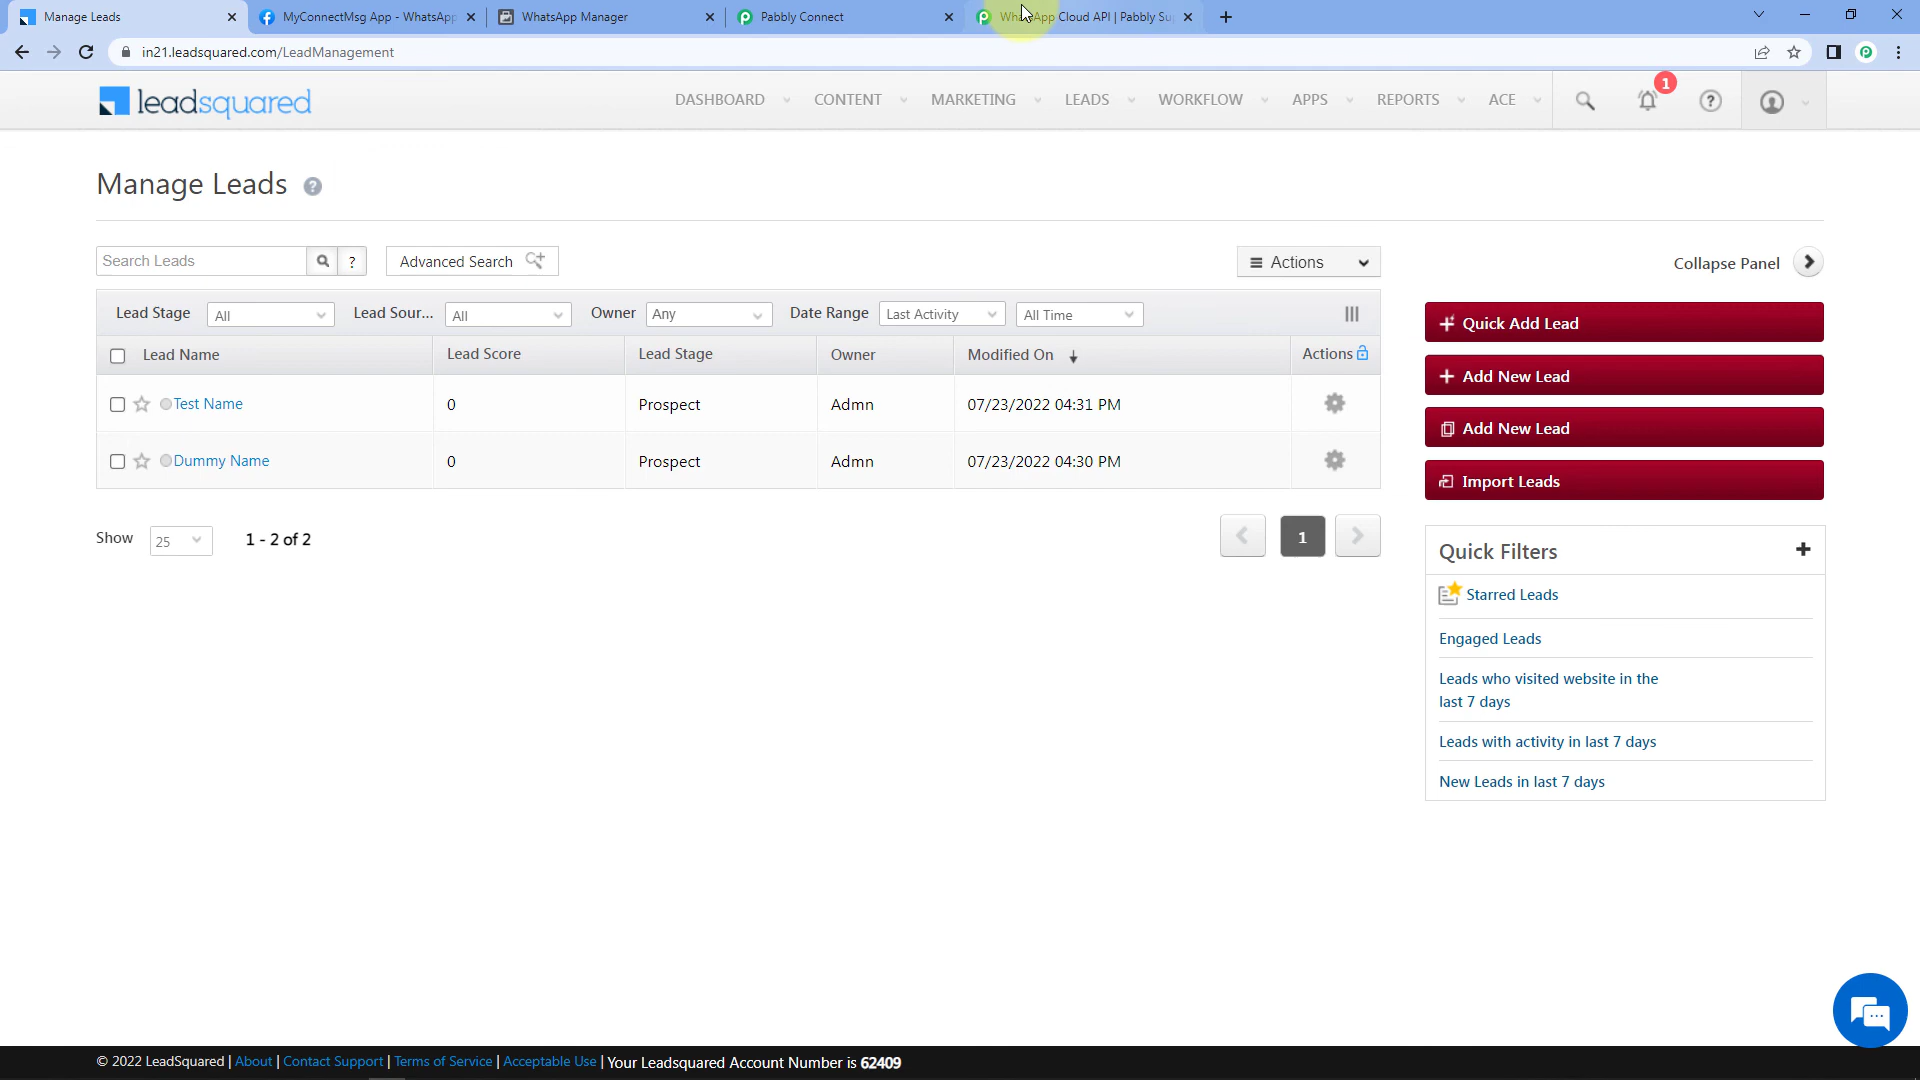 Manage Leads
MyConnectMsg App - WhatsApp
WhatsApp Manager
Pabbly Connect
WhatsApp Cloud API | Pabbly Su
in21.leadsquared.com/LeadManagement
leadsquared
DASHBOARD
CONTENT
MARKETING
LEADS
WORKFLOW
APPS
REPORTS
ACE
1
Manage Leads ?
Search Leads
?
Advanced Search
Actions
Collapse Panel
Lead Stage All Lead Sour... All Owner Any Date Range Last Activity All Time
Lead Name Lead Score Lead Stage Owner Modified On Actions
Test Name 0 Prospect Admn 07/23/2022 04:31 PM
Dummy Name 0 Prospect Admn 07/23/2022 04:30 PM
Show 25 1 - 2 of 2
1
Quick Add Lead
Add New Lead
Add New Lead
Import Leads
Quick Filters
Starred Leads
Engaged Leads
Leads who visited website in the
last 7 days
Leads with activity in last 7 days
New Leads in last 7 days
© 2022 LeadSquared | About | Contact Support | Terms of Service | Acceptable Use | Your Leadsquared Account Number is 62409